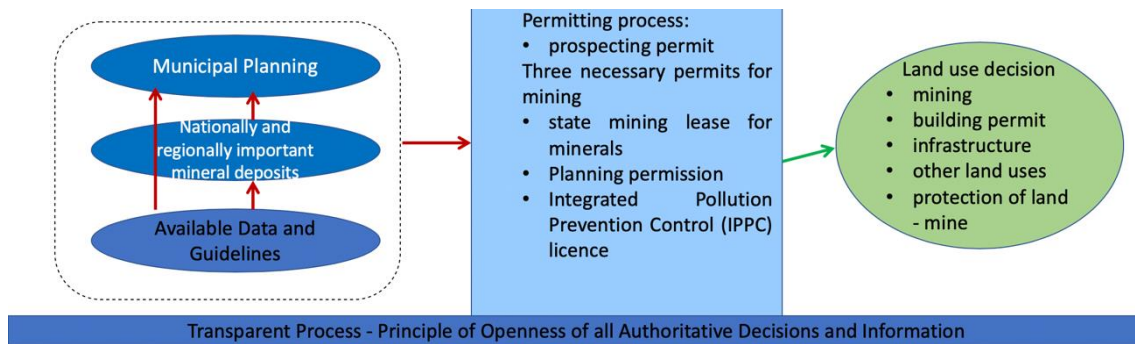 Municipal Planning
Nationally and
regionally important
mineral deposits
Available Data and
Guidelines
Permitting process:
• prospecting permit
Three necessary permits for
mining
• state mining lease for
minerals
• Planning permission
• Integrated Pollution
Prevention Control (IPPC)
licence
Land use decision
• mining
• building permit
• infrastructure
• other land uses
• protection of land
- mine
Transparent Process - Principle of Openness of all Authoritative Decisions and Information